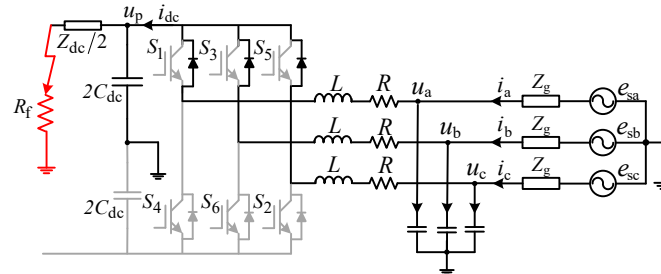 u_p i_dc
Z_dc/2 S_1 S_3 S_5
2C_dc
R_f
L R u_a i_a Z_g e_sa
L R u_b i_b Z_g e_sb
L R u_c i_c Z_g e_sc
2C_dc S_4 S_6 S_2